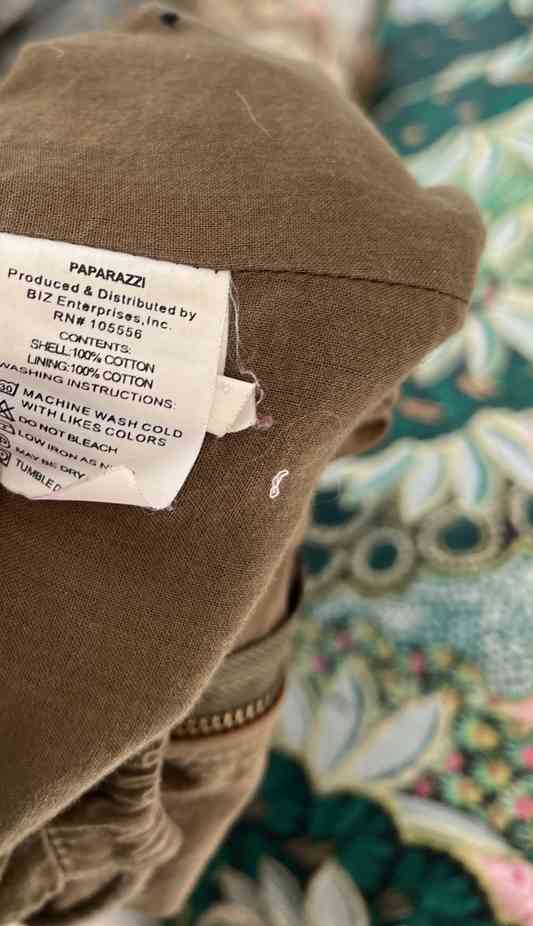 PAPARAZZI
Produced & Distributed by
BIZ Enterprises,Inc.
RN# 105556
CONTENTS:
SHELL:100% COTTON
LINING:100% COTTON
WASHING INSTRUCTIONS:
30 MACHINE WASH COLD
WITH LIKES COLORS
DO NOT BLEACH
LOW IRON AS
MAY BE DRY